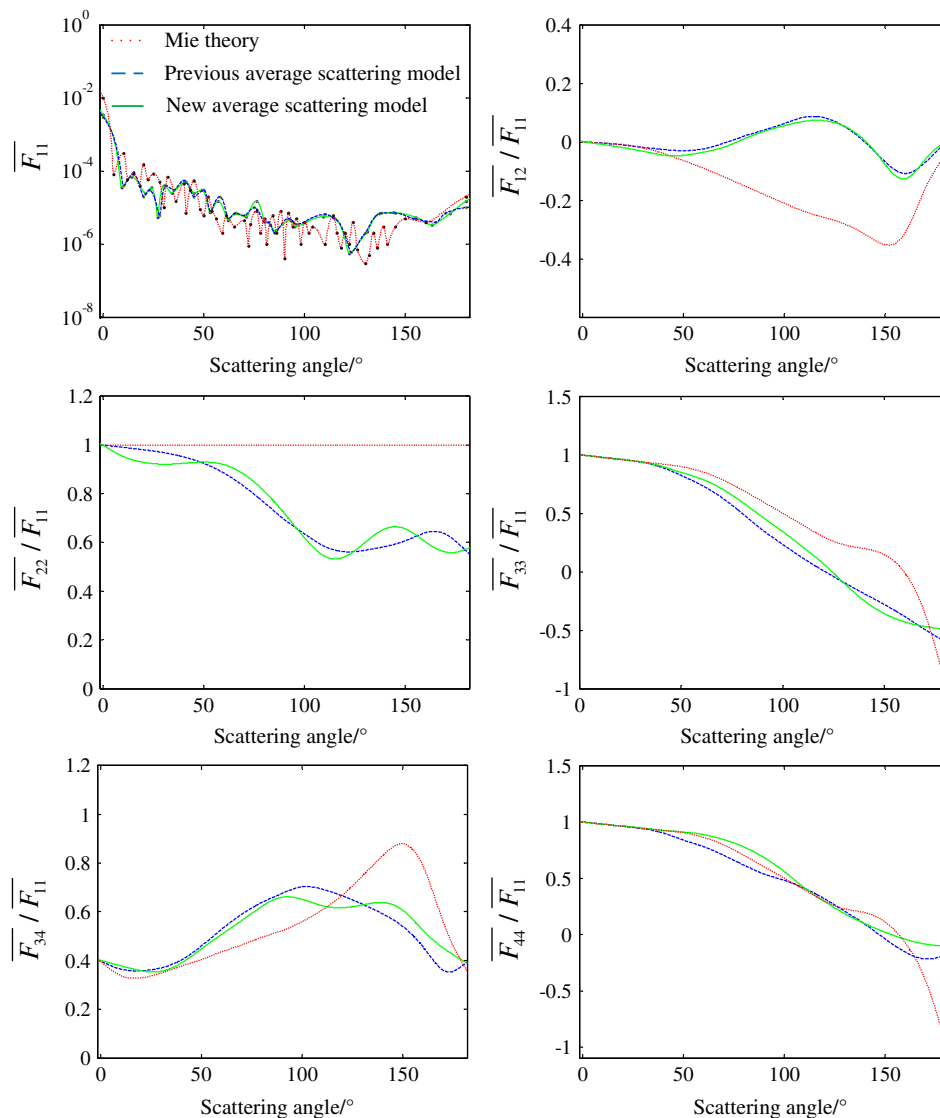 10^0
10^-2
10^-4
10^-6
10^-8
Mie theory
Previous average scattering model
New average scattering model
F11
0 50 100 150
Scattering angle/°
0.4
0.2
0
-0.2
-0.4
F12 / F11
0 50 100 150
Scattering angle/°
1.2
1
0.8
0.6
0.4
0.2
0
F22 / F11
0 50 100 150
Scattering angle/°
1.5
1
0.5
0
-0.5
-1
F33 / F11
0 50 100 150
Scattering angle/°
1.2
1
0.8
0.6
0.4
0.2
0
F34 / F11
0 50 100 150
Scattering angle/°
1.5
1
0.5
0
-0.5
-1
F44 / F11
0 50 100 150
Scattering angle/°